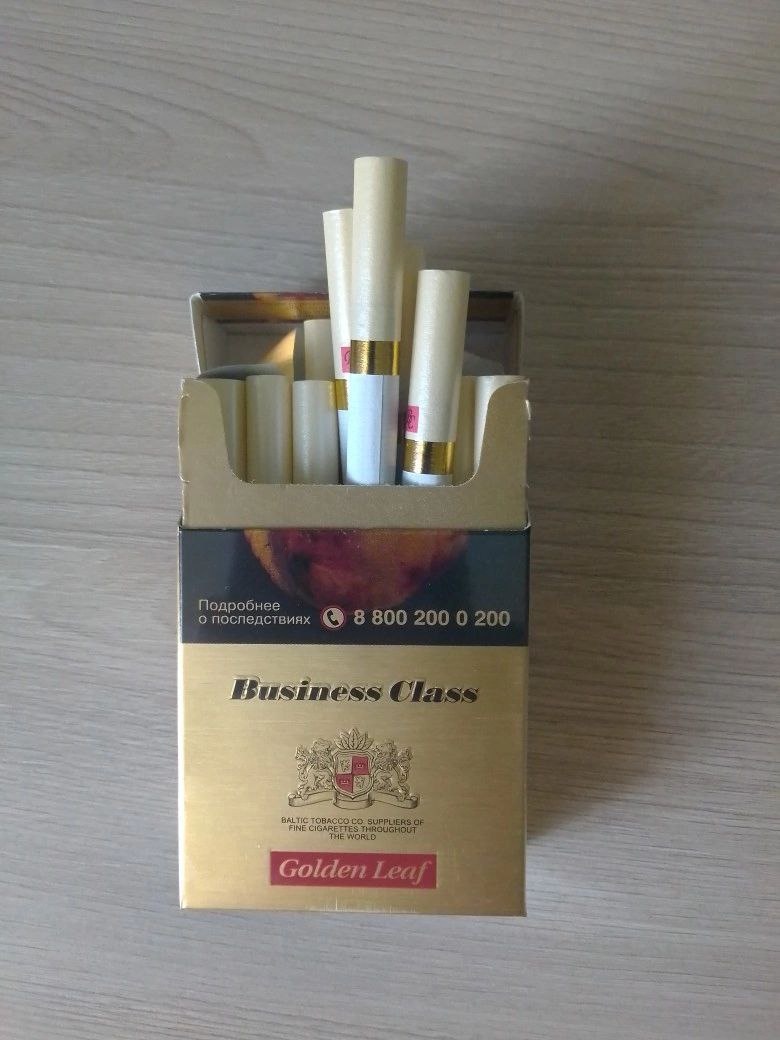 Подробнее
о последствиях 8 800 200 0 200
Business Class
BALTIC TOBACCO CO. SUPPLIERS OF
FINE CIGARETTES THROUGHOUT
THE WORLD
Golden Leaf